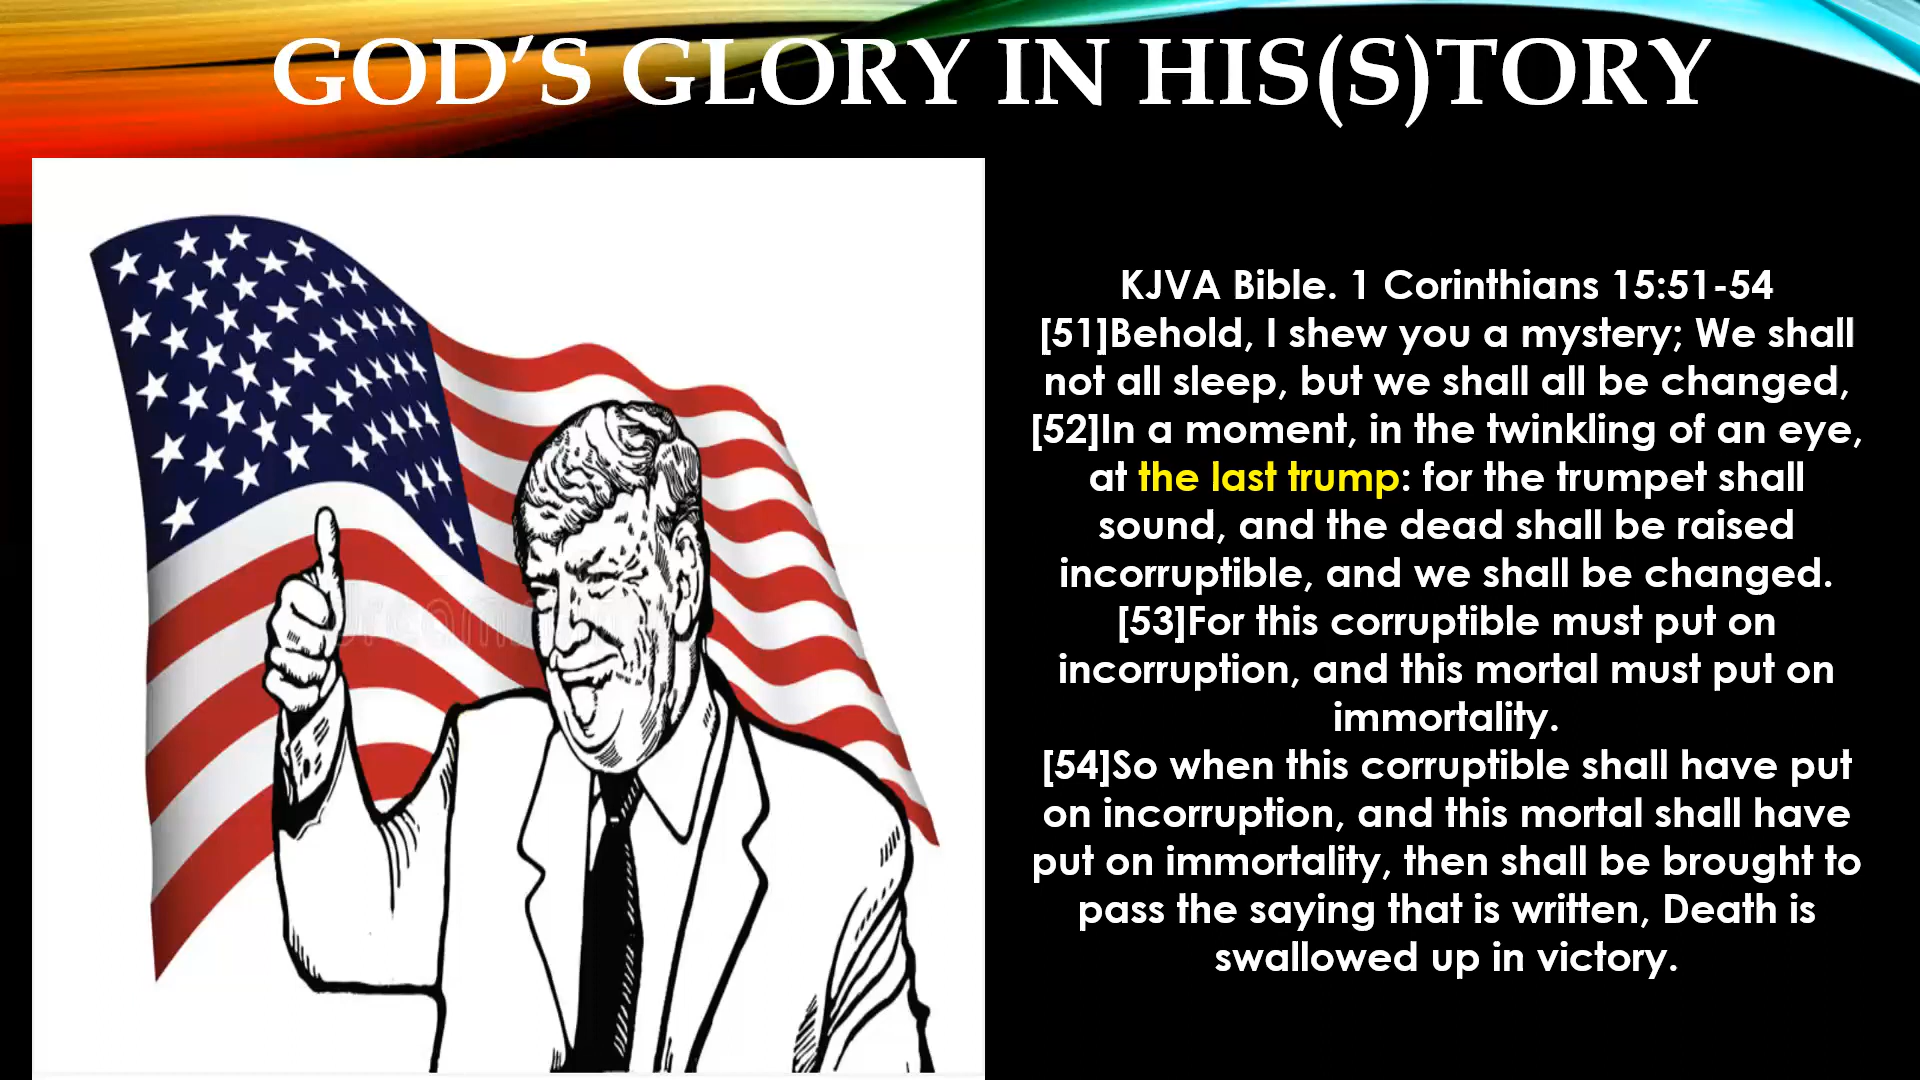 GOD’S GLORY IN HIS(S)TORY
KJVA Bible. 1 Corinthians 15:51-54
[51]Behold, I shew you a mystery; We shall
not all sleep, but we shall all be changed,
[52]In a moment, in the twinkling of an eye,
at the last trump: for the trumpet shall
sound, and the dead shall be raised
incorruptible, and we shall be changed.
[53]For this corruptible must put on
incorruption, and this mortal must put on
immortality.
[54]So when this corruptible shall have put
on incorruption, and this mortal shall have
put on immortality, then shall be brought to
pass the saying that is written, Death is
swallowed up in victory.